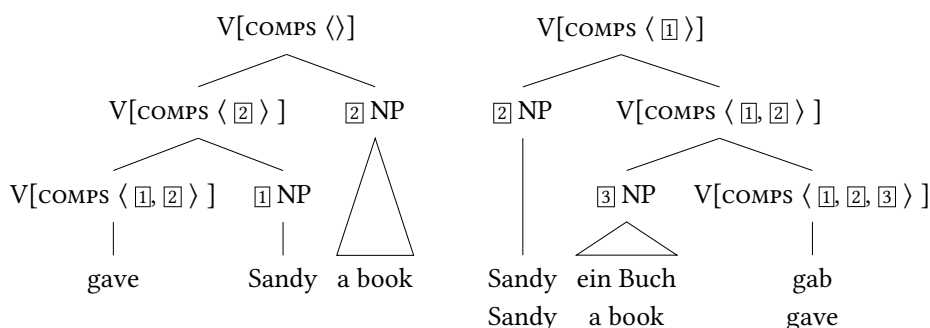 V[COMPS ⟨⟩] V[COMPS ⟨ 1 ⟩]
V[COMPS ⟨ 2 ⟩ ] 2 NP 2 NP V[COMPS ⟨ 1, 2 ⟩ ]
V[COMPS ⟨ 1, 2 ⟩ ] 1 NP 3 NP V[COMPS ⟨ 1, 2, 3 ⟩ ]
gave Sandy a book Sandy ein Buch gab
Sandy a book gave